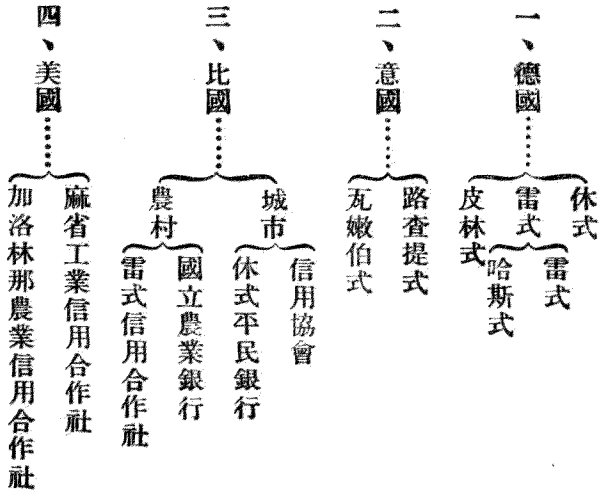 一、德國……
休式
雷式
雷式
哈斯式
皮林式
二、意國……
路查提式
瓦嫩伯式
三、比國……
城市
信用協會
休式平民銀行
農村
國立農業銀行
雷式信用合作社
四、美國……
麻省工業信用合作社
加洛林那農業信用合作社